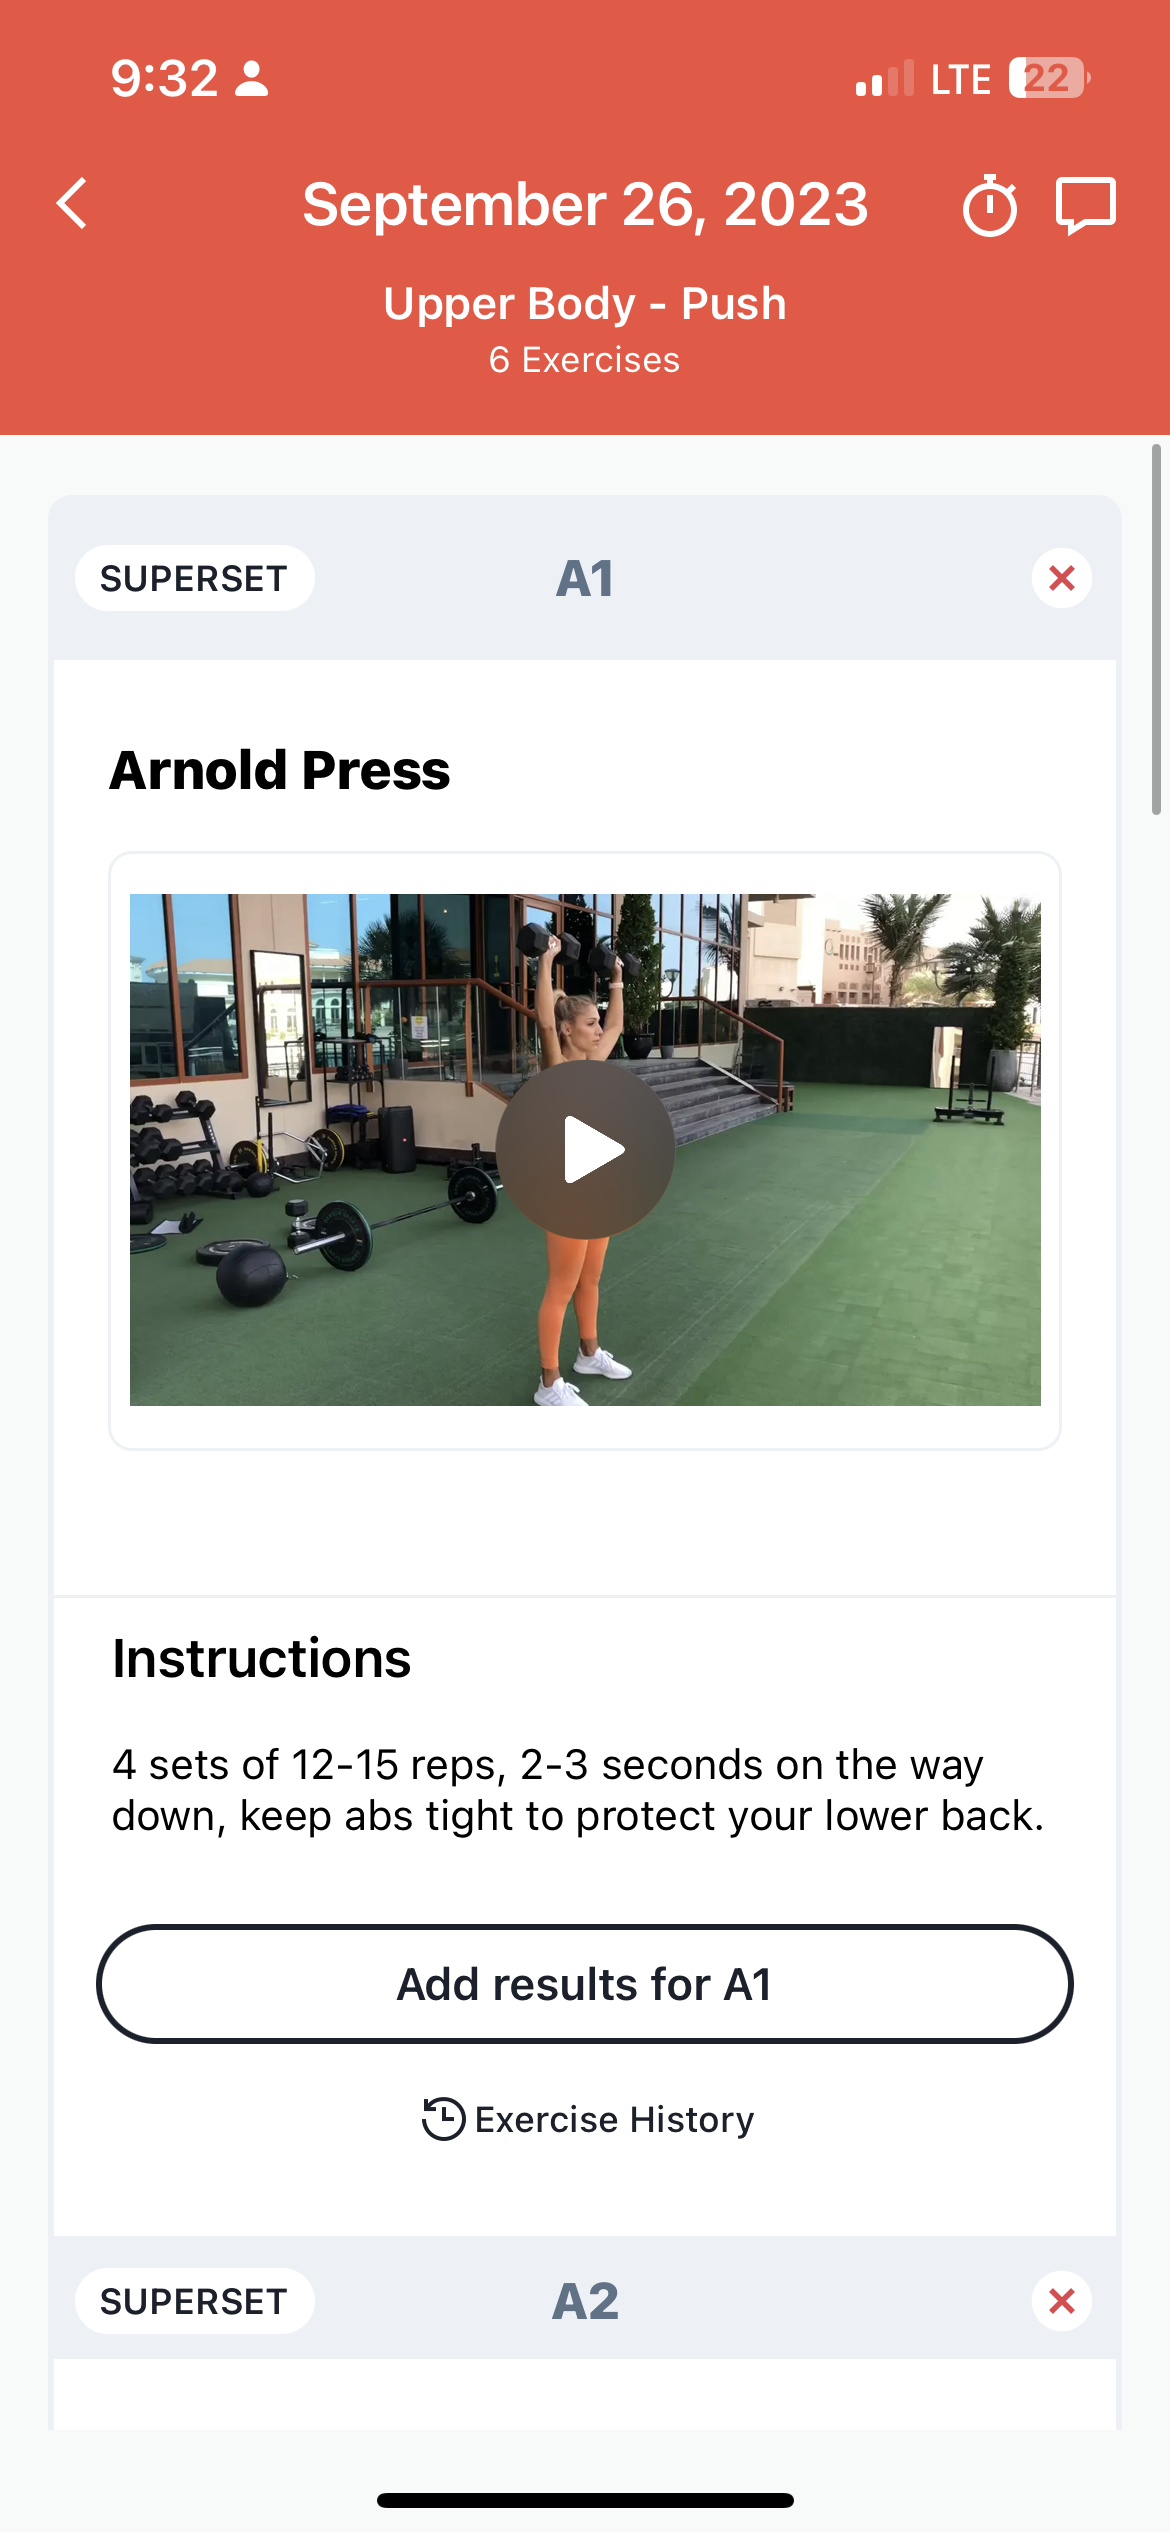 9:32
LTE 22
September 26, 2023
Upper Body - Push
6 Exercises
SUPERSET A1
Arnold Press
Instructions
4 sets of 12-15 reps, 2-3 seconds on the way
down, keep abs tight to protect your lower back.
Add results for A1
Exercise History
SUPERSET A2